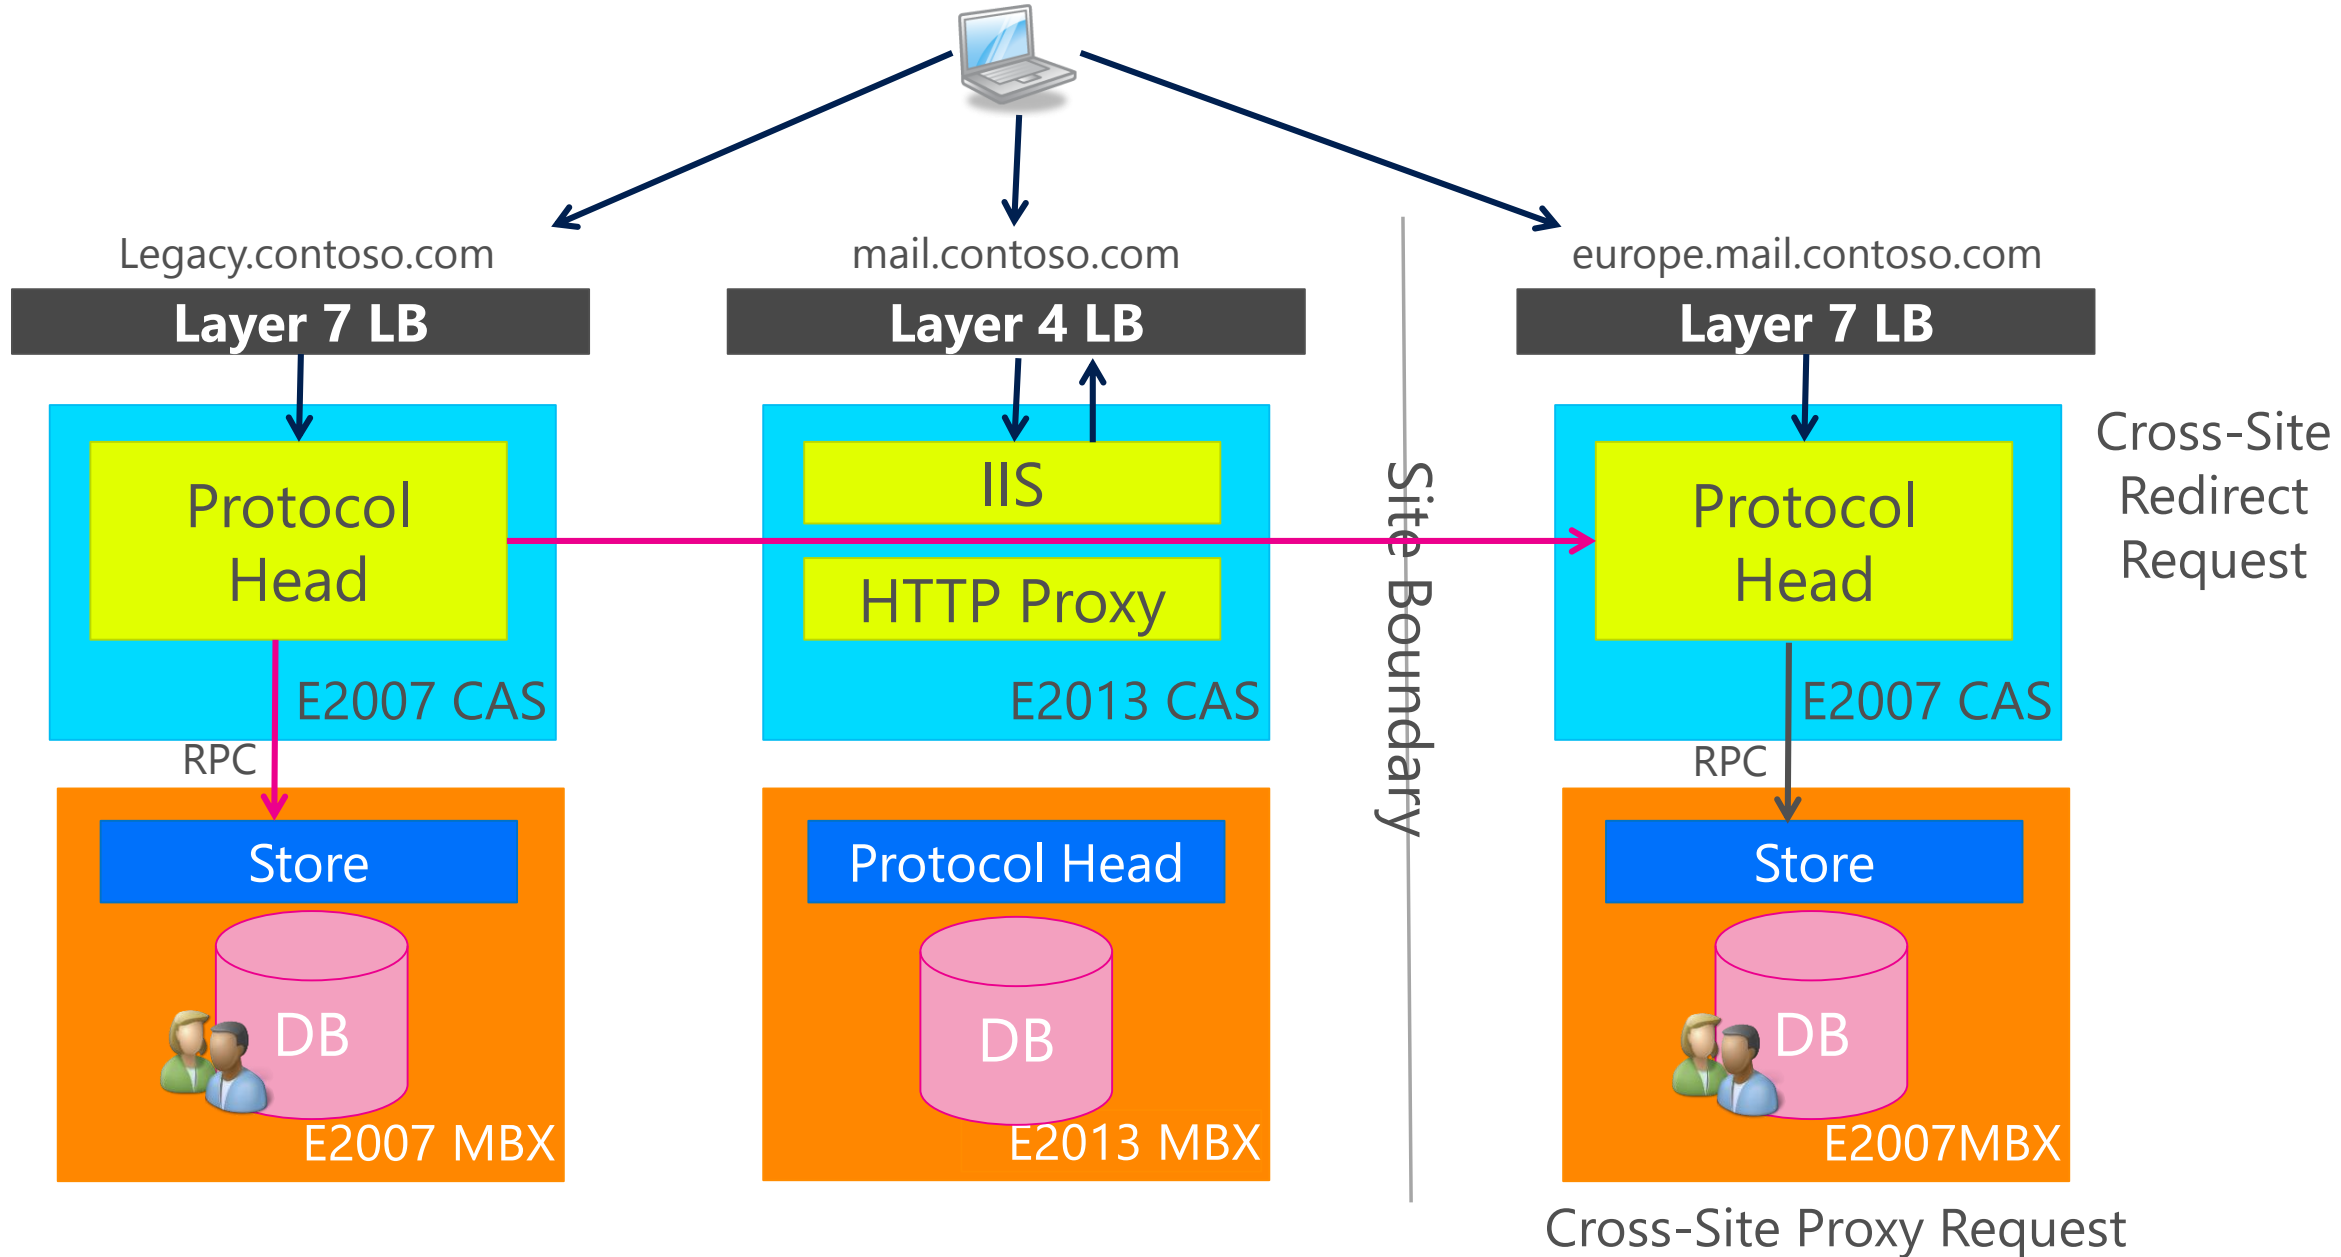 Legacy.contoso.com
mail.contoso.com
europe.mail.contoso.com
Layer 7 LB
Layer 4 LB
Layer 7 LB
Protocol
Head
E2007 CAS
IIS
HTTP Proxy
E2013 CAS
Site Boundary
Protocol
Head
E2007 CAS
Cross-Site
Redirect
Request
RPC
RPC
Store
DB
E2007 MBX
Protocol Head
DB
E2013 MBX
Store
DB
E2007MBX
Cross-Site Proxy Request